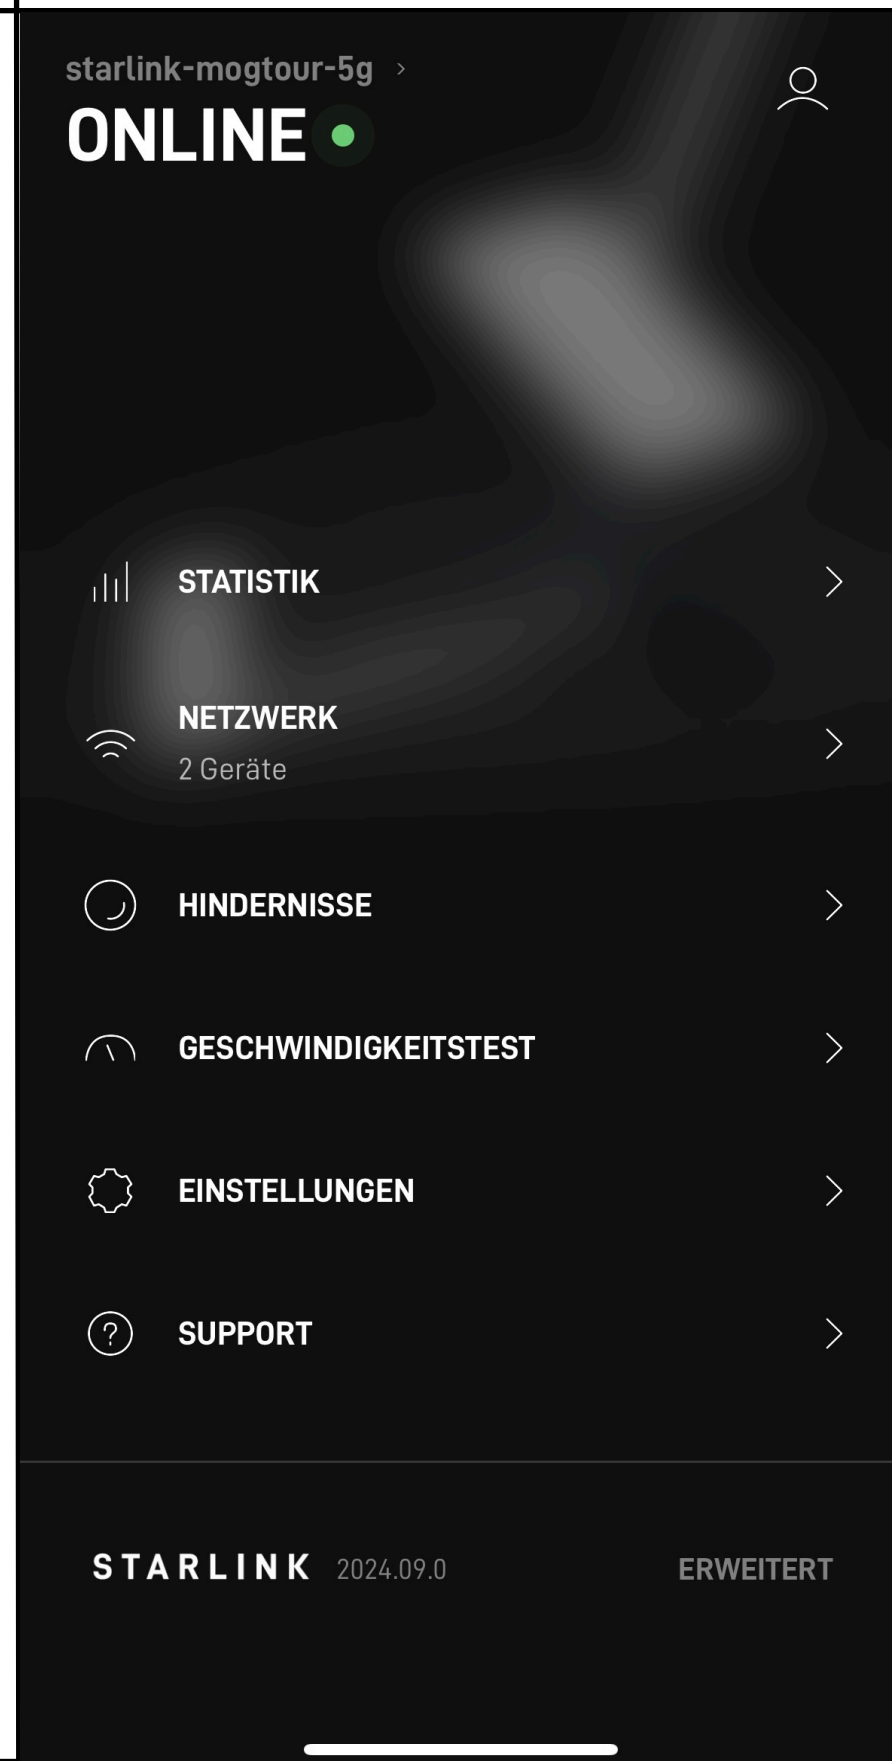 starlink-mogtour-5g
ONLINE
STATISTIK
NETZWERK
2 Geräte
HINDERNISSE
GESCHWINDIGKEITSTEST
EINSTELLUNGEN
SUPPORT
STARLINK 2024.09.0 ERWEITERT